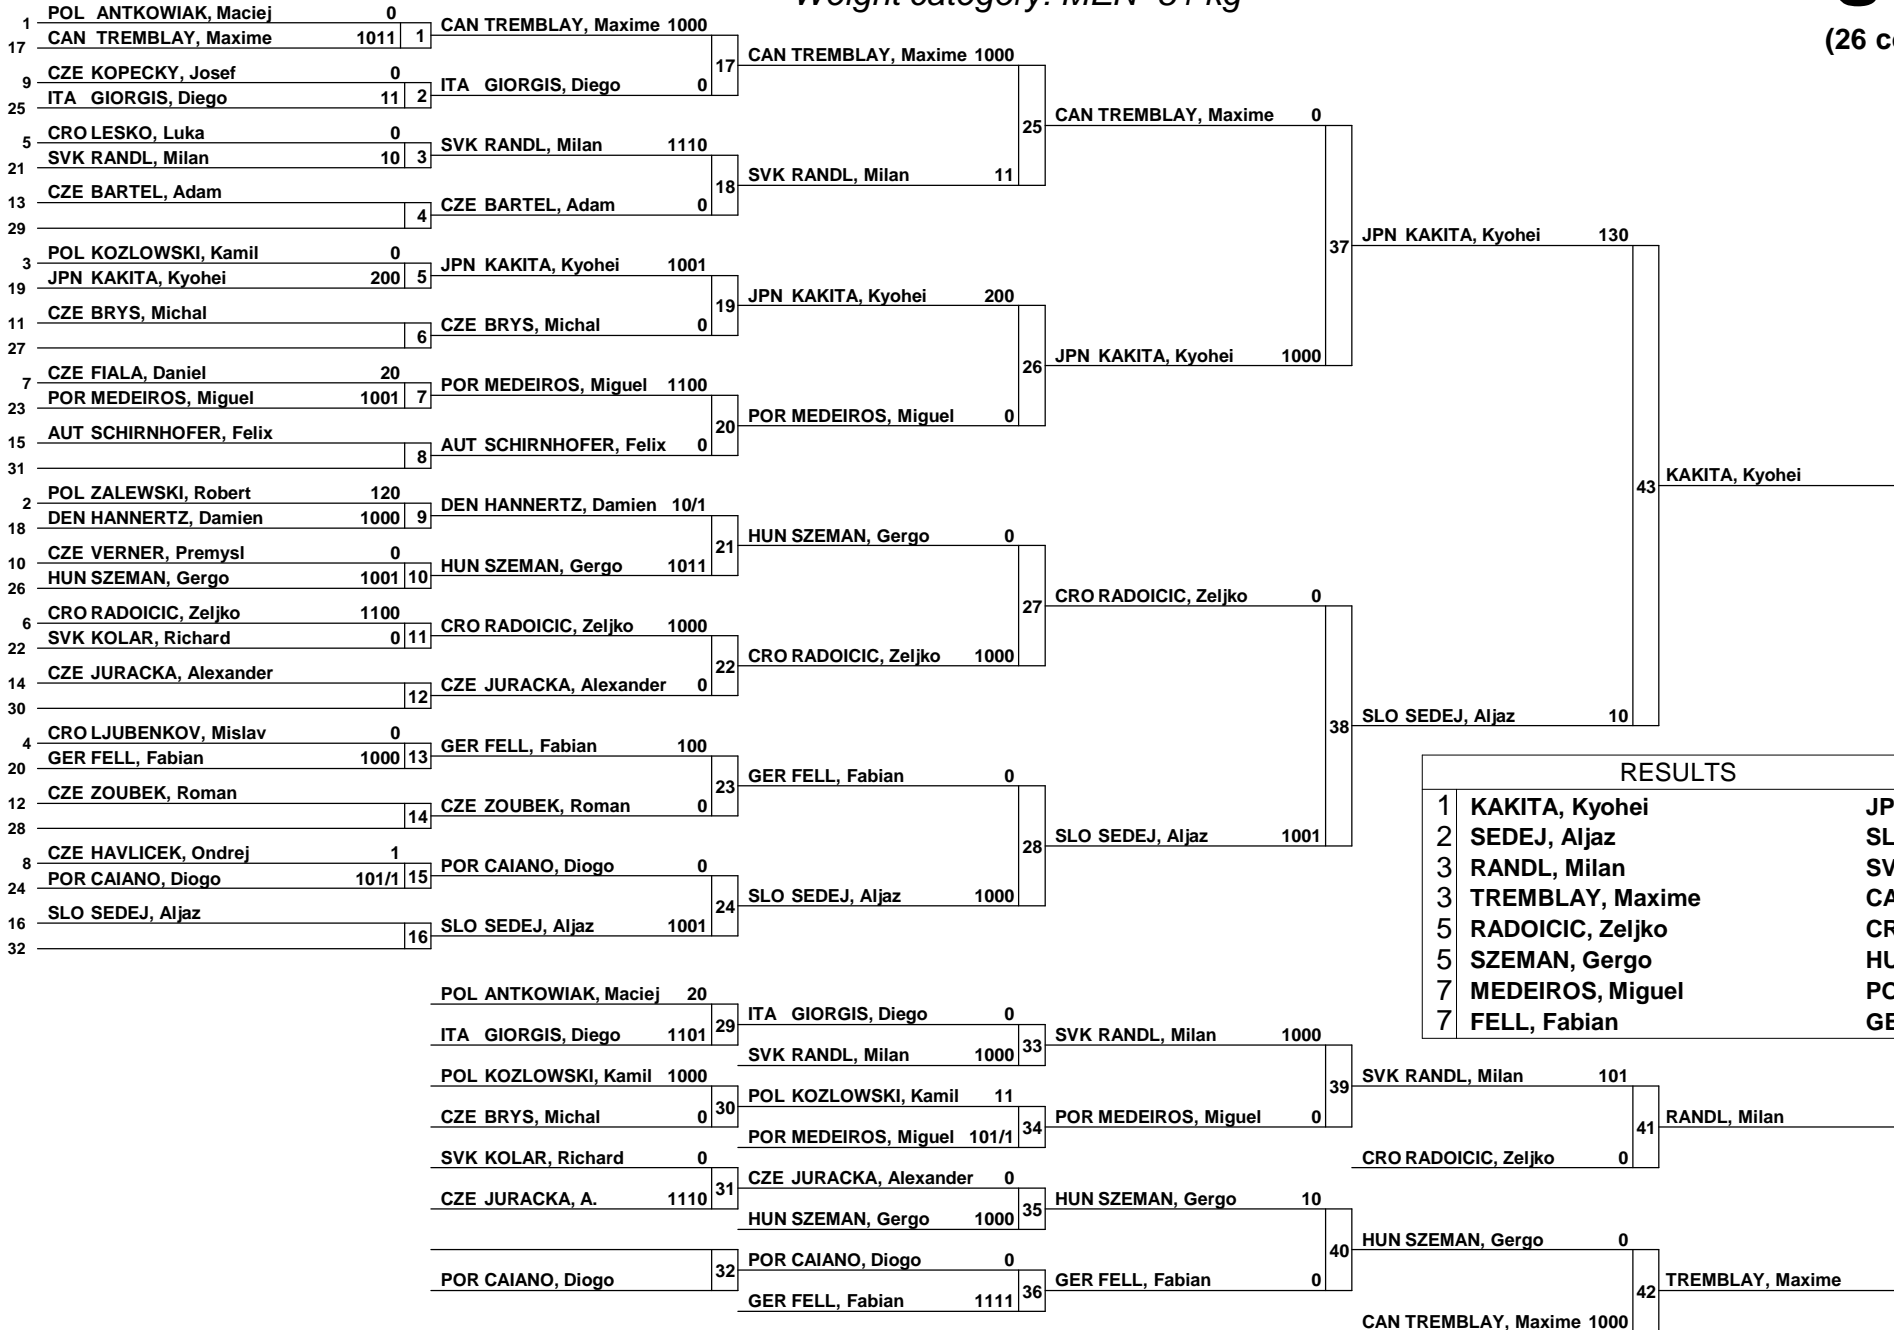 Weight category: MEN -81 kg
(26 c
1 POL ANTKOWIAK, Maciej 0
17 CAN TREMBLAY, Maxime 1011 1
9 CZE KOPECKY, Josef 0
25 ITA GIORGIS, Diego 11 2
5 CRO LESKO, Luka 0
21 SVK RANDL, Milan 10 3
13 CZE BARTEL, Adam
29 4
3 POL KOZLOWSKI, Kamil 0
19 JPN KAKITA, Kyohei 200 5
11 CZE BRYS, Michal
27 6
7 CZE FIALA, Daniel 20
23 POR MEDEIROS, Miguel 1001 7
15 AUT SCHIRNHOFER, Felix
31 8
2 POL ZALEWSKI, Robert 120
18 DEN HANNERTZ, Damien 1000 9
10 CZE VERNER, Premysl 0
26 HUN SZEMAN, Gergo 1001 10
6 CRO RADOICIC, Zeljko 1100
22 SVK KOLAR, Richard 0 11
14 CZE JURACKA, Alexander
30 12
4 CRO LJUBENKOV, Mislav 0
20 GER FELL, Fabian 1000 13
12 CZE ZOUBEK, Roman
28 14
8 CZE HAVLICEK, Ondrej 1
24 POR CAIANO, Diogo 101/1 15
16 SLO SEDEJ, Aljaz
32 16
CAN TREMBLAY, Maxime 1000
17
ITA GIORGIS, Diego 0
SVK RANDL, Milan 1110
18
CZE BARTEL, Adam 0
JPN KAKITA, Kyohei 1001
19
CZE BRYS, Michal 0
POR MEDEIROS, Miguel 1100
20
AUT SCHIRNHOFER, Felix 0
DEN HANNERTZ, Damien 10/1
21
HUN SZEMAN, Gergo 1011
CRO RADOICIC, Zeljko 1000
22
CZE JURACKA, Alexander 0
GER FELL, Fabian 100
23
CZE ZOUBEK, Roman 0
POR CAIANO, Diogo 0
24
SLO SEDEJ, Aljaz 1001
CAN TREMBLAY, Maxime 1000
25
SVK RANDL, Milan 11
JPN KAKITA, Kyohei 200
26
POR MEDEIROS, Miguel 0
HUN SZEMAN, Gergo 0
27
CRO RADOICIC, Zeljko 1000
GER FELL, Fabian 0
28
SLO SEDEJ, Aljaz 1000
CAN TREMBLAY, Maxime 0
37
JPN KAKITA, Kyohei 1000
CRO RADOICIC, Zeljko 0
38
SLO SEDEJ, Aljaz 1001
JPN KAKITA, Kyohei 130
43
SLO SEDEJ, Aljaz 10
KAKITA, Kyohei
RESULTS
1 KAKITA, Kyohei JP
2 SEDEJ, Aljaz SL
3 RANDL, Milan SV
3 TREMBLAY, Maxime CA
5 RADOICIC, Zeljko CR
5 SZEMAN, Gergo HU
7 MEDEIROS, Miguel PO
7 FELL, Fabian GE
POL ANTKOWIAK, Maciej 20
29
ITA GIORGIS, Diego 1101
POL KOZLOWSKI, Kamil 1000
30
CZE BRYS, Michal 0
SVK KOLAR, Richard 0
31
CZE JURACKA, A. 1110
32
POR CAIANO, Diogo
ITA GIORGIS, Diego 0
33
SVK RANDL, Milan 1000
POL KOZLOWSKI, Kamil 11
34
POR MEDEIROS, Miguel 101/1
CZE JURACKA, Alexander 0
35
HUN SZEMAN, Gergo 1000
POR CAIANO, Diogo 0
36
GER FELL, Fabian 1111
SVK RANDL, Milan 1000
39
POR MEDEIROS, Miguel 0
HUN SZEMAN, Gergo 10
40
GER FELL, Fabian 0
SVK RANDL, Milan 101
41
CRO RADOICIC, Zeljko 0
HUN SZEMAN, Gergo 0
42
CAN TREMBLAY, Maxime 1000
RANDL, Milan
TREMBLAY, Maxime